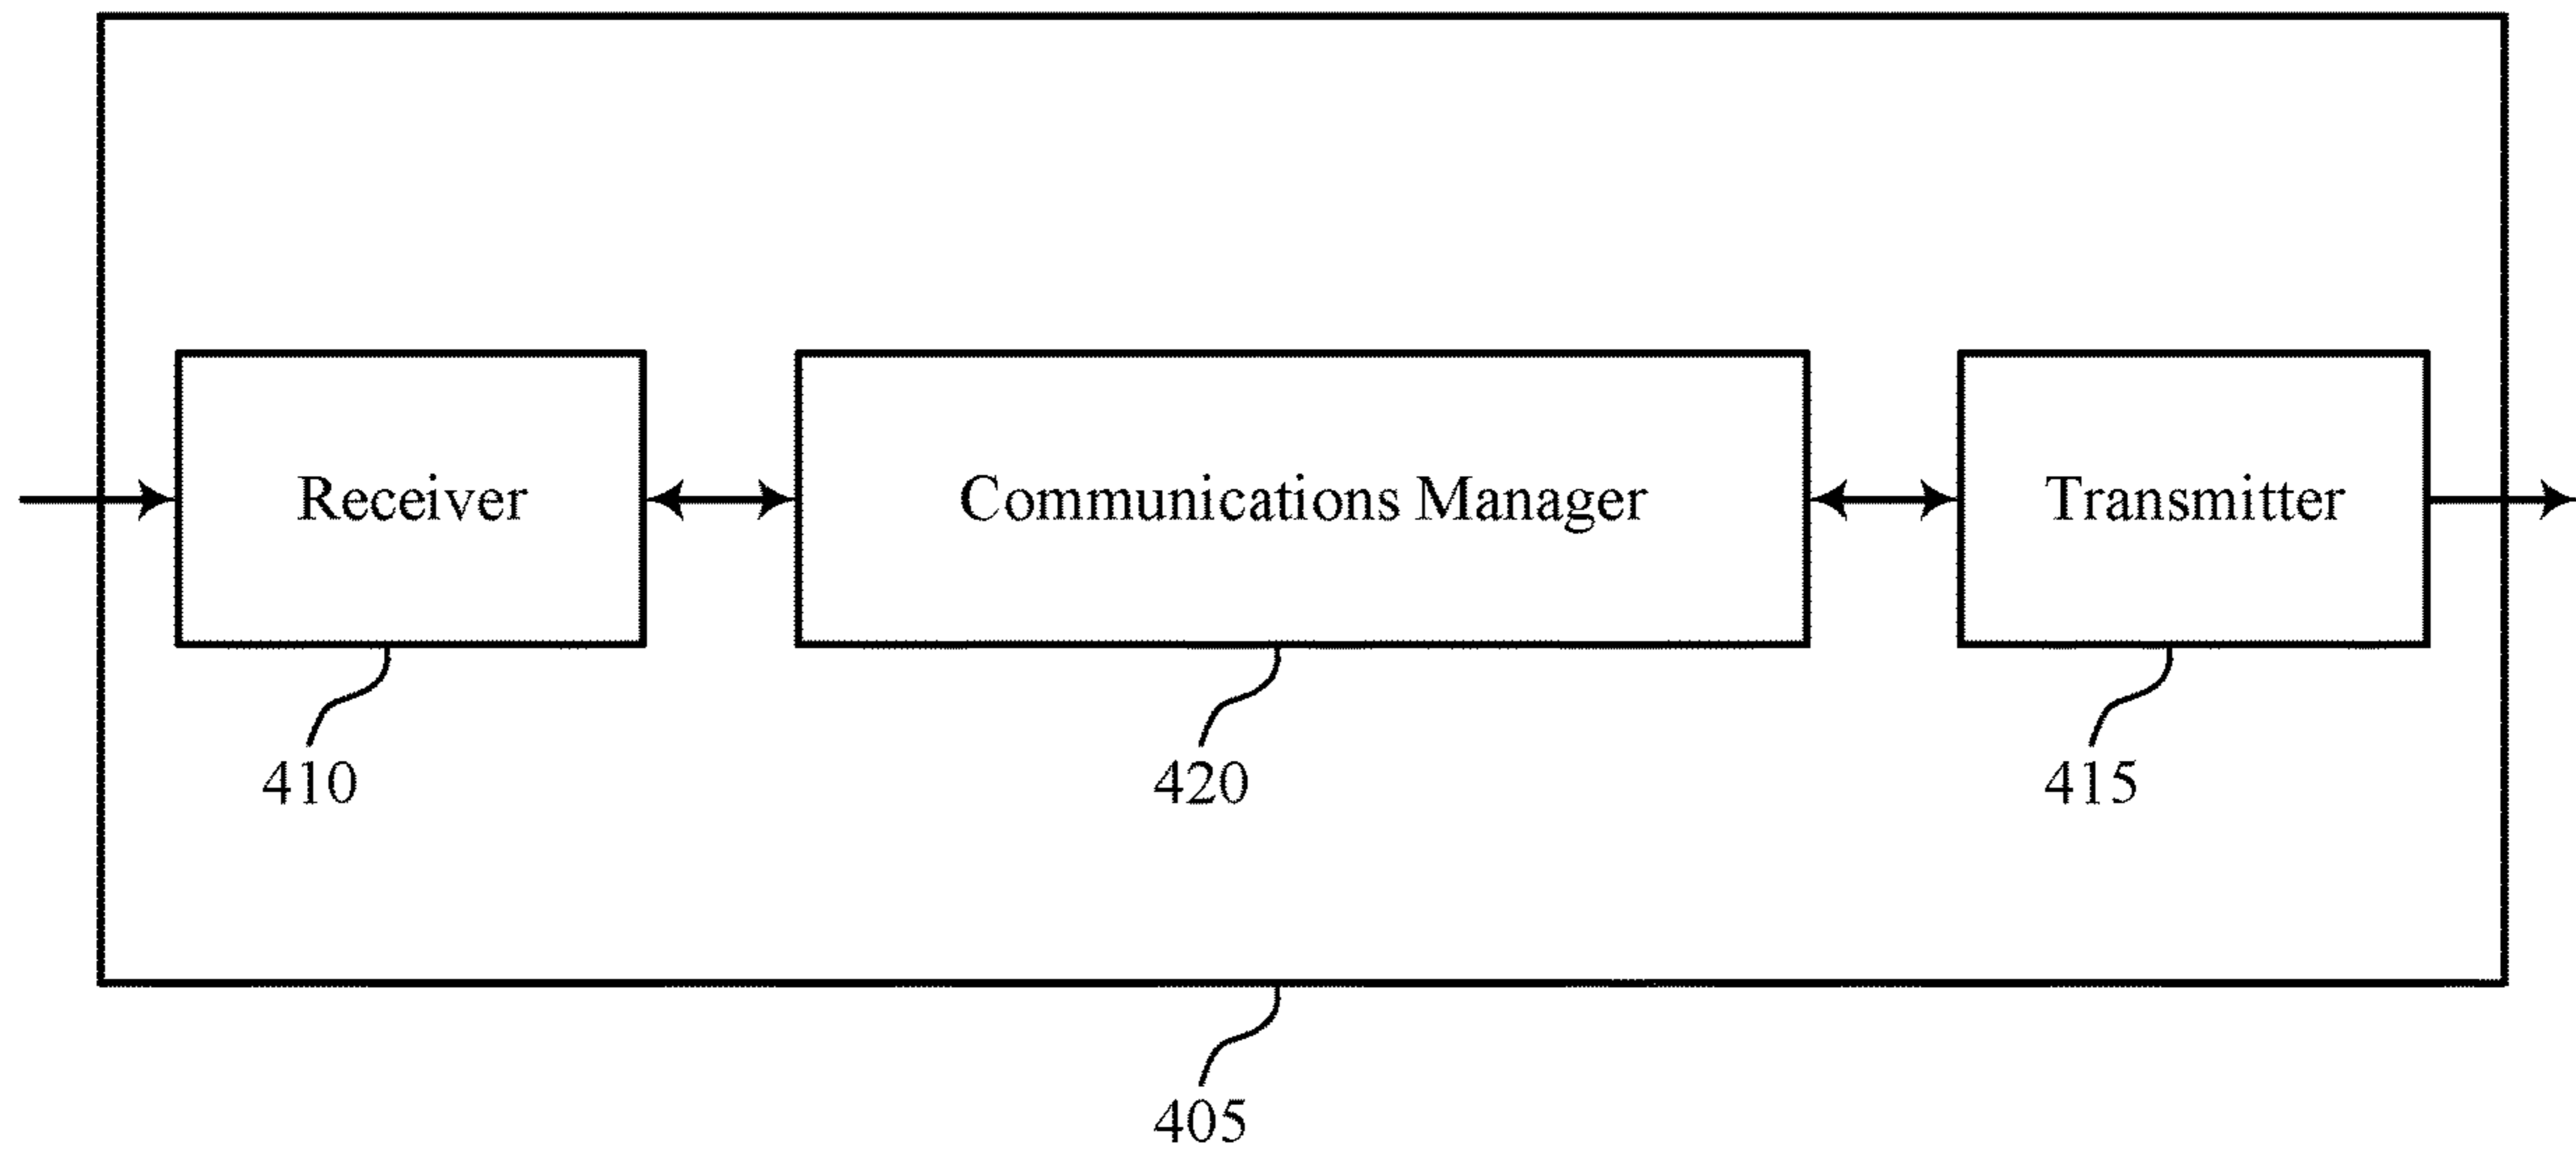 Receiver
Communications Manager
Transmitter
410
420
415
405